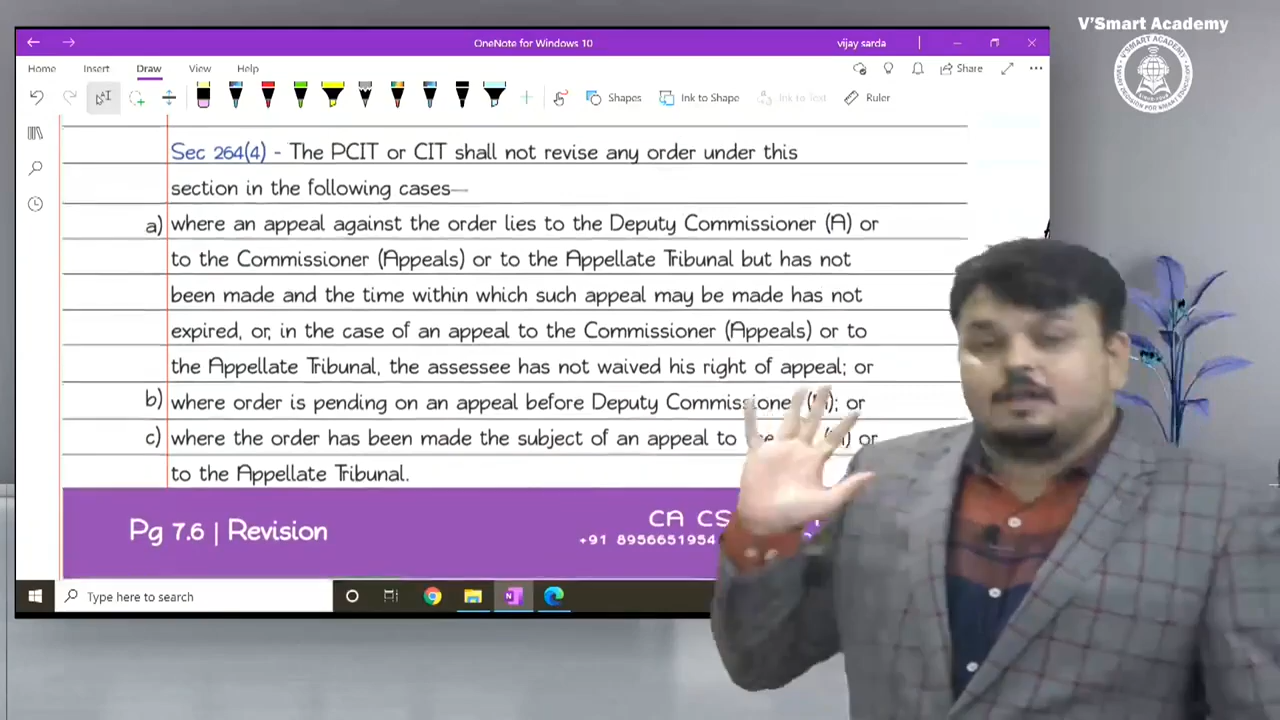 V'Smart Academy
OneNote for Windows 10
vijay sarda
Home Insert Draw View Help
Share
Shapes
Ink to Shape
Ink to Text
Ruler
Sec 264(4) - The PCIT or CIT shall not revise any order under this
section in the following cases—
a) where an appeal against the order lies to the Deputy Commissioner (A) or
to the Commissioner (Appeals) or to the Appellate Tribunal but has not
been made and the time within which such appeal may be made has not
expired, or, in the case of an appeal to the Commissioner (Appeals) or to
the Appellate Tribunal, the assessee has not waived his right of appeal; or
b) where order is pending on an appeal before Deputy Commissioner ; or
c) where the order has been made the subject of an appeal to or
to the Appellate Tribunal.
Pg 7.6 | Revision
CA CS
+91 8956651954
Type here to search